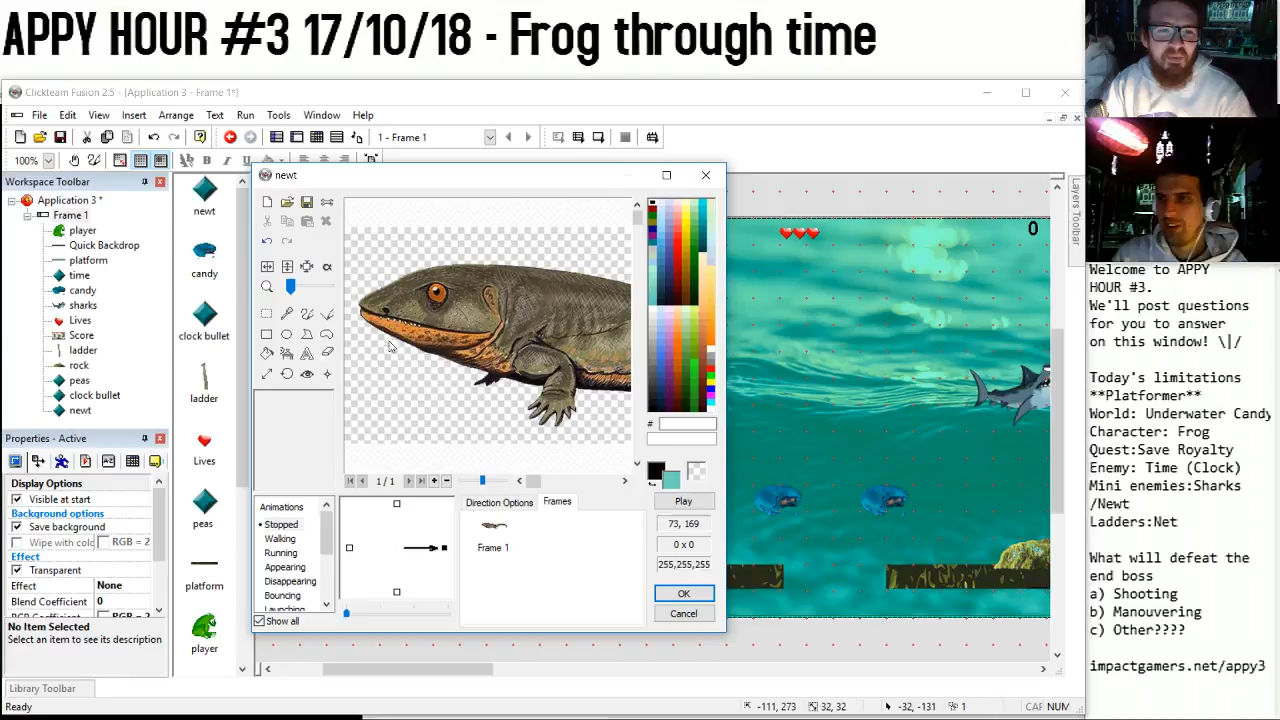 APPY HOUR #3 17/10/18 - Frog through time
Clickteam Fusion 2.5 - [Application 3 - Frame 1*]
File Edit View Insert Arrange Text Run Tools Window Help
1 - Frame 1
100%
Workspace Toolbar
Application 3 *
Frame 1
player
Quick Backdrop
platform
time
candy
sharks
Lives
Score
ladder
rock
peas
clock bullet
newt
Properties - Active
Display Options
Visible at start
Background options
Save background
Wipe with cold
RGB = 2
Effect
Transparent
Effect None
Blend Coefficient 0
No Item Selected
Select an item to see its description
Library Toolbar
Ready
newt
candy
clock bullet
ladder
Lives
peas
platform
player
newt
#
1 / 1
Animations
Stopped
Walking
Running
Appearing
Disappearing
Bouncing
Launching
Show all
Direction Options
Frames
Frame 1
Play
73, 169
0 x 0
255,255,255
OK
Cancel
0
Layers Toolbar
-111, 273
32, 32
-32, -131
1
CAP NUM
Welcome to APPY
HOUR #3.
We'll post questions
for you to answer
on this window! \|/
Today's limitations
**Platformer**
World: Underwater Candy
Character: Frog
Quest:Save Royalty
Enemy: Time (Clock)
Mini enemies:Sharks
/Newt
Ladders:Net
What will defeat the
end boss
a) Shooting
b) Manouvering
c) Other????
impactgamers.net/appy3